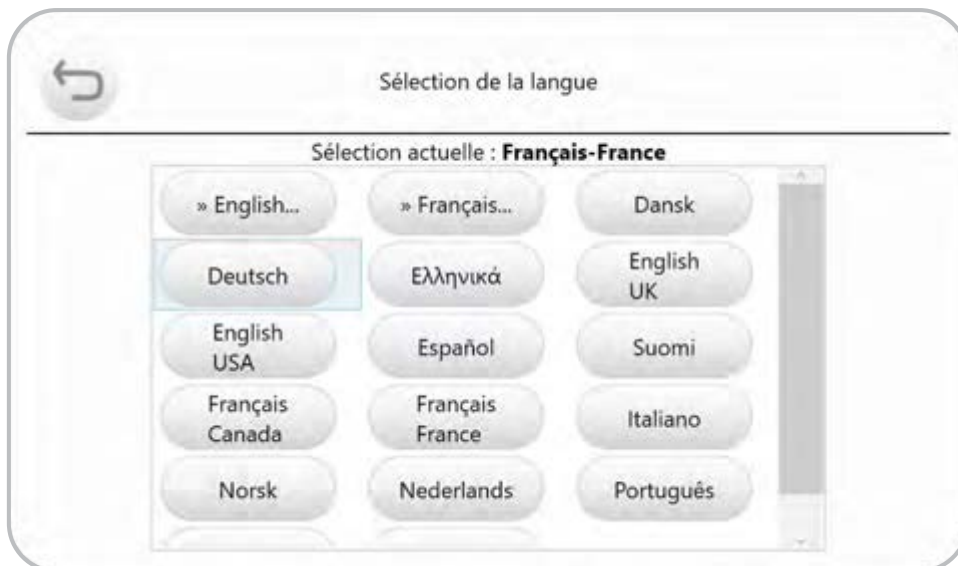 Sélection de la langue
Sélection actuelle : Français-France
» English...
» Français...
Dansk
Deutsch
Ελληνικά
English
UK
English
USA
Español
Suomi
Français
Canada
Français
France
Italiano
Norsk
Nederlands
Português